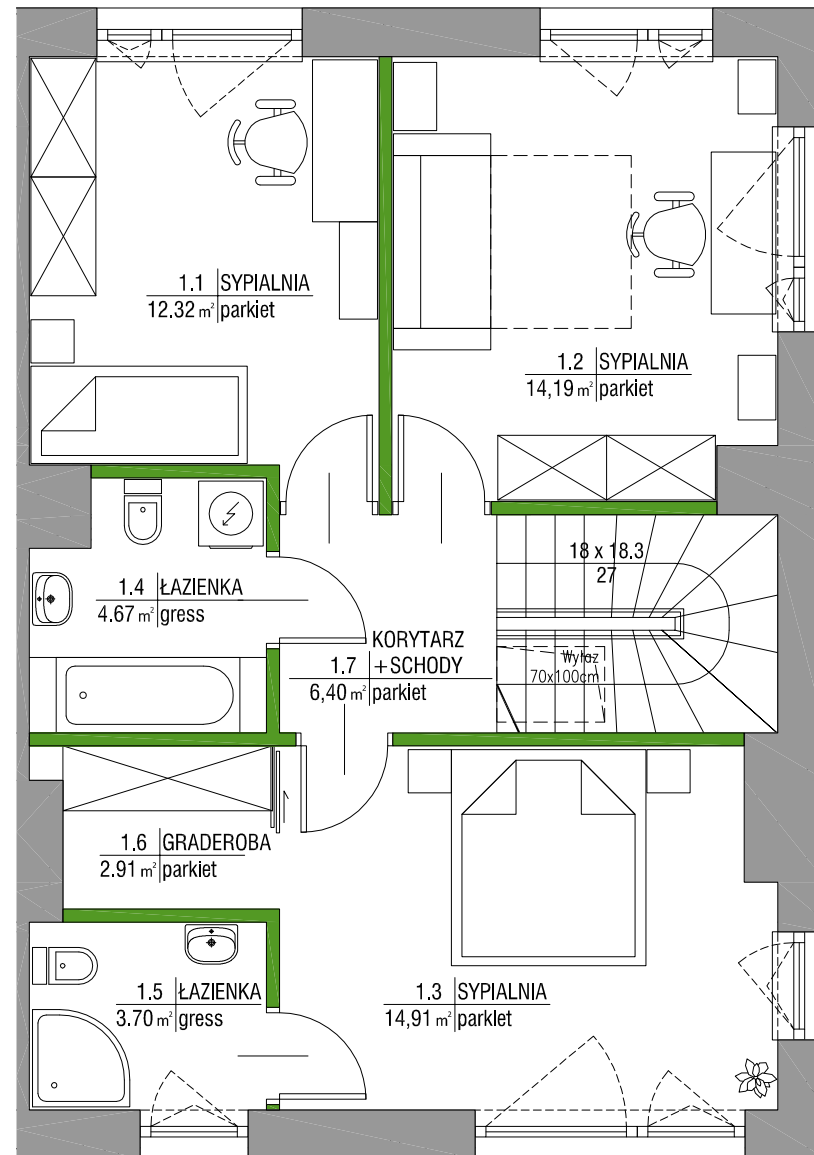 1.1 SYPIALNIA
12.32 m² parkiet
1.2 SYPIALNIA
14,19 m² parkiet
18 x 18.3
27
1.4 ŁAZIENKA
4.67 m² gress
KORYTARZ
1.7 +SCHODY
6,40 m² parkiet
Wyłaz
70x100cm
1.6 GRADEROBA
2.91 m² parkiet
1.5 ŁAZIENKA
3.70 m² gress
1.3 SYPIALNIA
14,91 m² parkiet